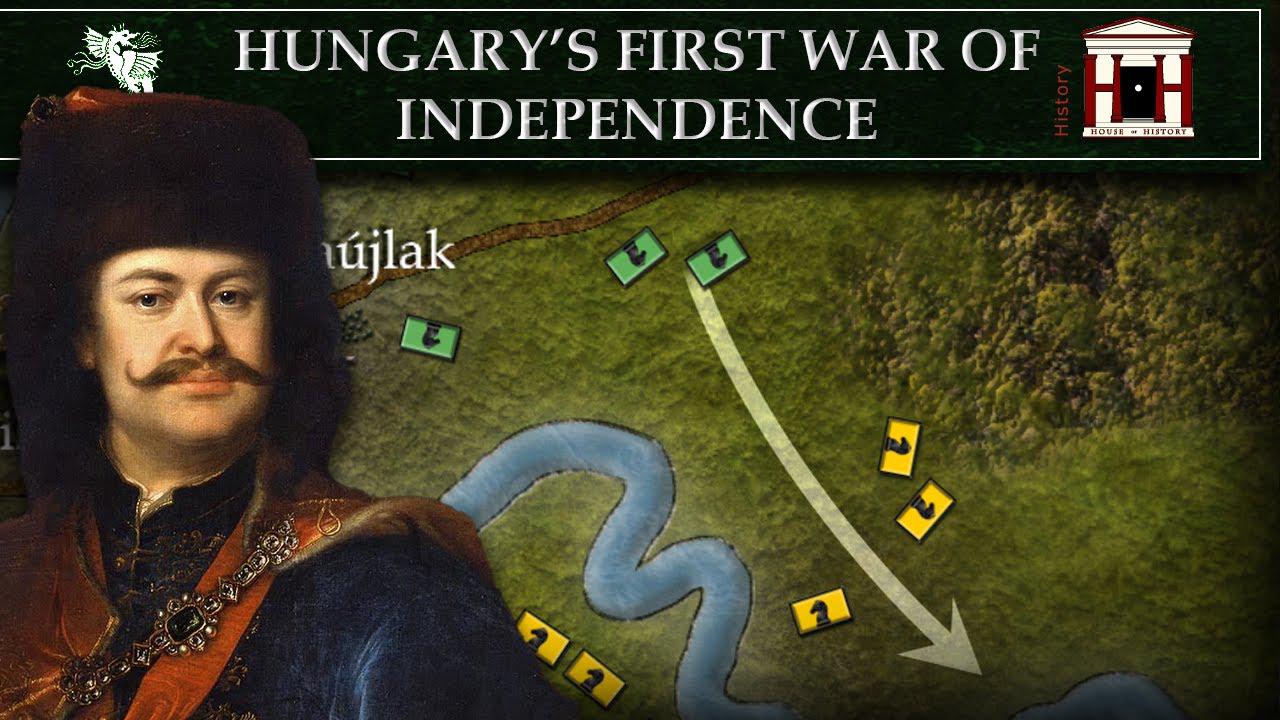 HUNGARY'S FIRST WAR OF
INDEPENDENCE
History
HOUSE OF HISTORY
újlak